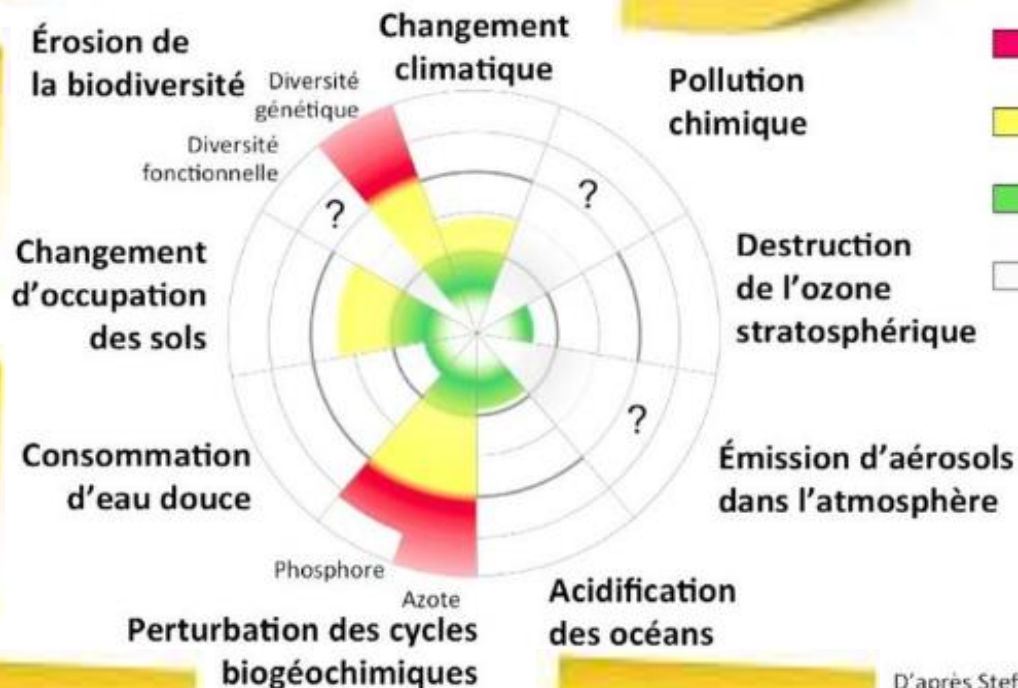 Changement
climatique
Érosion de
la biodiversité
Diversité
génétique
Diversité
fonctionnelle
Pollution
chimique
?
?
Changement
d’occupation
des sols
Destruction
de l’ozone
stratosphérique
?
Consommation
d’eau douce
Émission d’aérosols
dans l’atmosphère
Phosphore
Azote
Acidification
des océans
Perturbation des cycles
biogéochimiques
D’après Stef